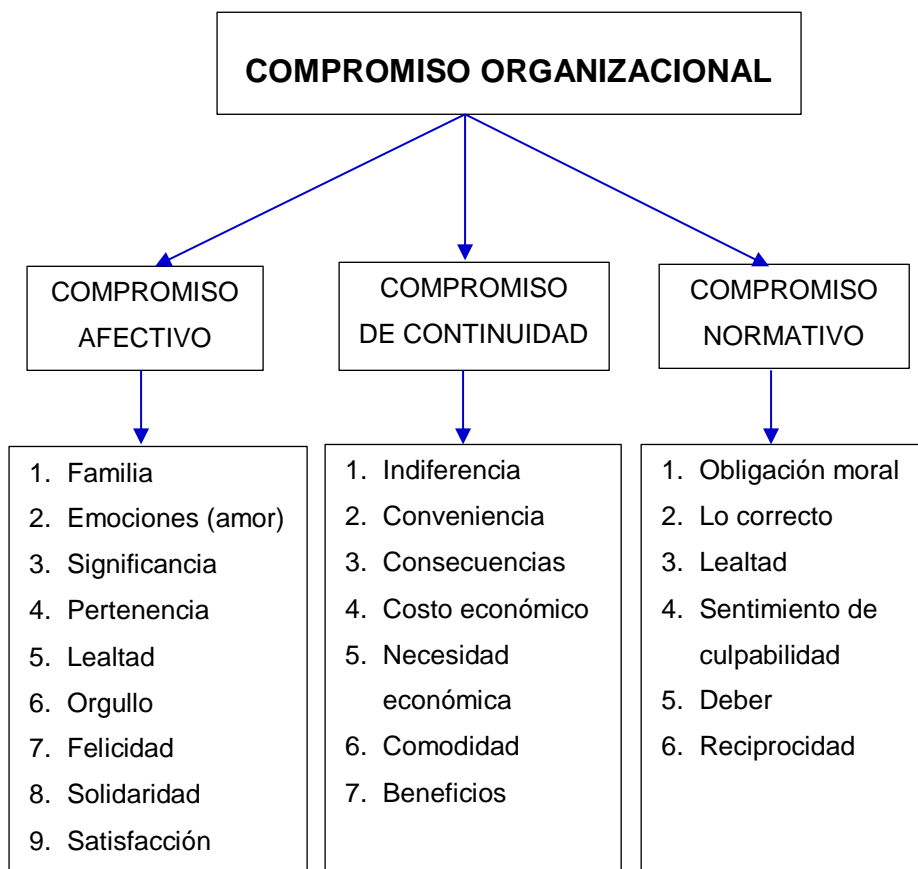 COMPROMISO ORGANIZACIONAL
COMPROMISO
AFECTIVO
COMPROMISO
DE CONTINUIDAD
COMPROMISO
NORMATIVO
1. Familia
2. Emociones (amor)
3. Significancia
4. Pertenencia
5. Lealtad
6. Orgullo
7. Felicidad
8. Solidaridad
9. Satisfacción
1. Indiferencia
2. Conveniencia
3. Consecuencias
4. Costo económico
5. Necesidad
económica
6. Comodidad
7. Beneficios
1. Obligación moral
2. Lo correcto
3. Lealtad
4. Sentimiento de
culpabilidad
5. Deber
6. Reciprocidad